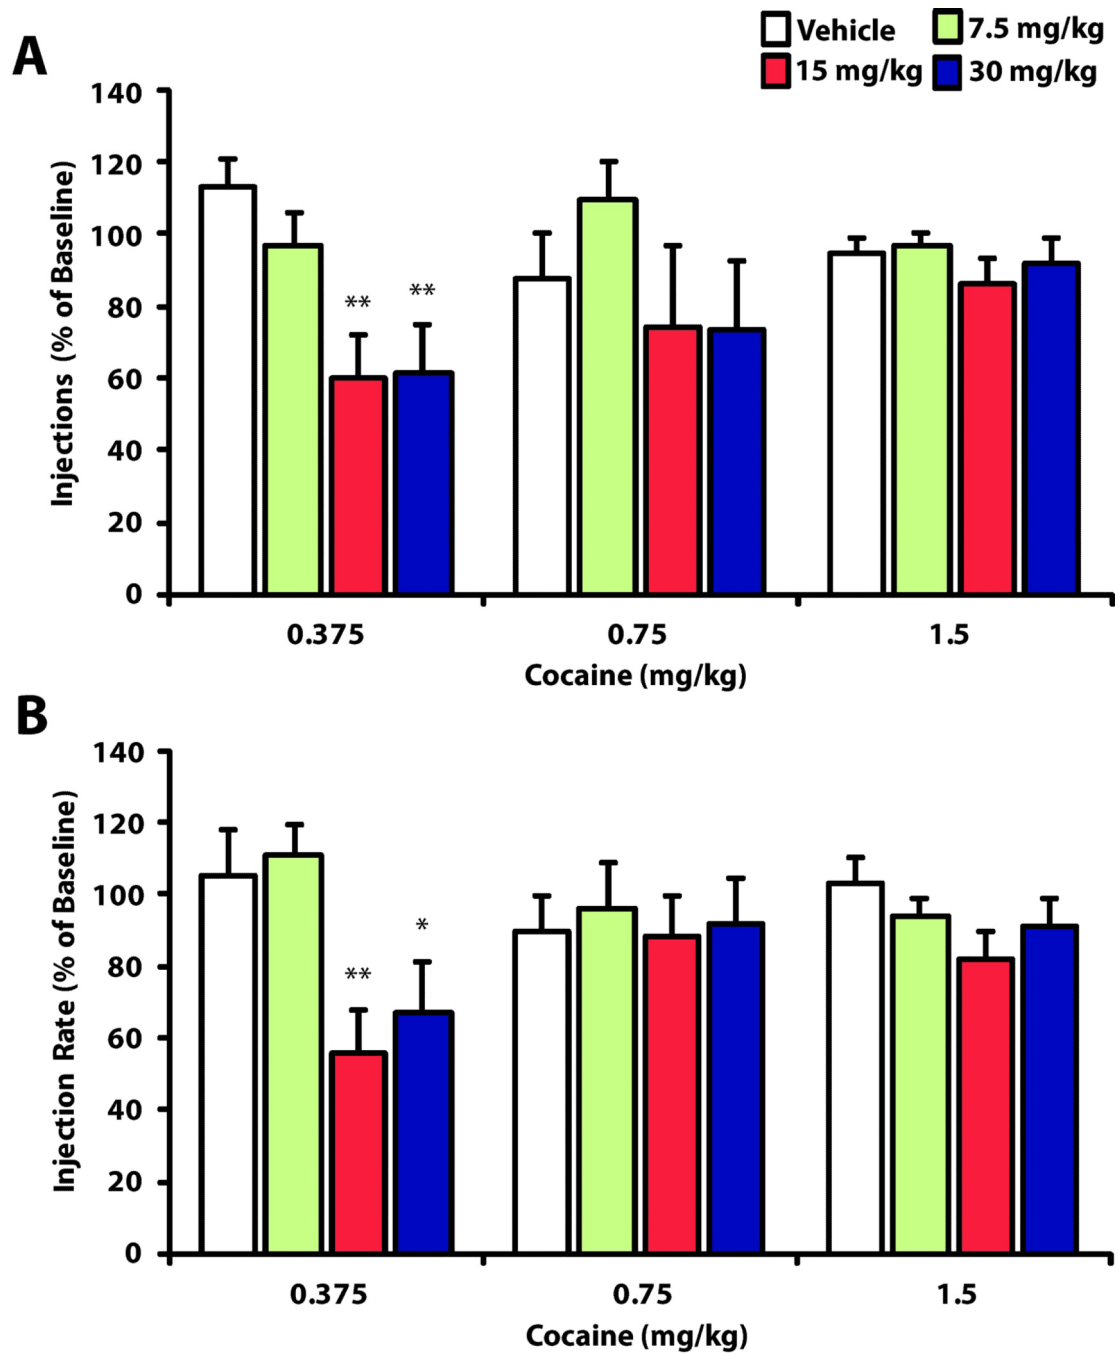 A
Vehicle 7.5 mg/kg
15 mg/kg 30 mg/kg
Injections (% of Baseline)
140
120
100
80
60
40
20
0
**
**
0.375 0.75 1.5
Cocaine (mg/kg)
B
Injection Rate (% of Baseline)
140
120
100
80
60
40
20
0
**
*
0.375 0.75 1.5
Cocaine (mg/kg)